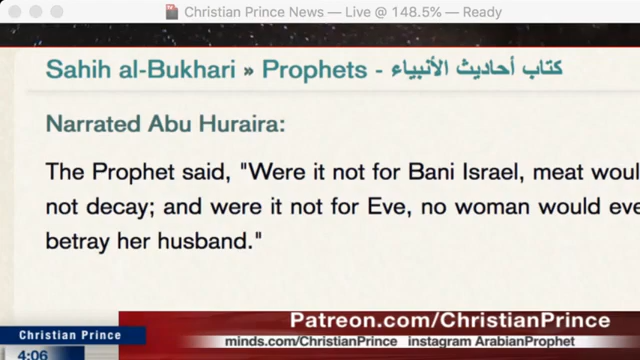 Christian Prince News — Live @ 148.5% — Ready
Sahih al-Bukhari » Prophets - كتاب أحاديث الأنبياء
Narrated Abu Huraira:
The Prophet said, "Were it not for Bani Israel, meat woul
not decay; and were it not for Eve, no woman would eve
betray her husband."
Patreon.com/ChristianPrince
Christian Prince
minds.com/ChristianPrince instagram ArabianProphet
4:06